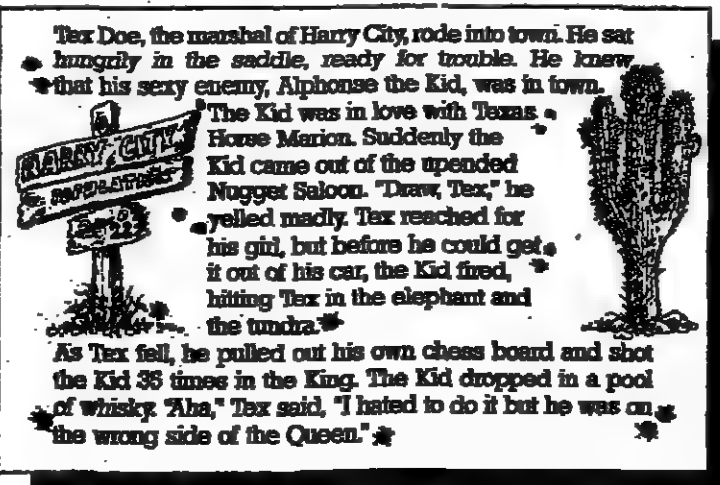 Tex Doe, the marshal of Harry City, rode into town. He sat
hungrily in the saddle, ready for trouble. He knew
that his sexy enemy, Alphonse the Kid, was in town.
The Kid was in love with Texas
Horse Marion. Suddenly the
Kid came out of the upended
Nugget Saloon. "Draw, Tex," he
yelled madly. Tex reached for
his girl, but before he could get
it out of his car, the Kid fired,
hitting Tex in the elephant and
the tundra.
As Tex fell, he pulled out his own chess board and shot
the Kid 35 times in the King. The Kid dropped in a pool
of whisky. "Aha," Tex said, "I hated to do it but he was on
the wrong side of the Queen."
HARRY CITY
POPULATION